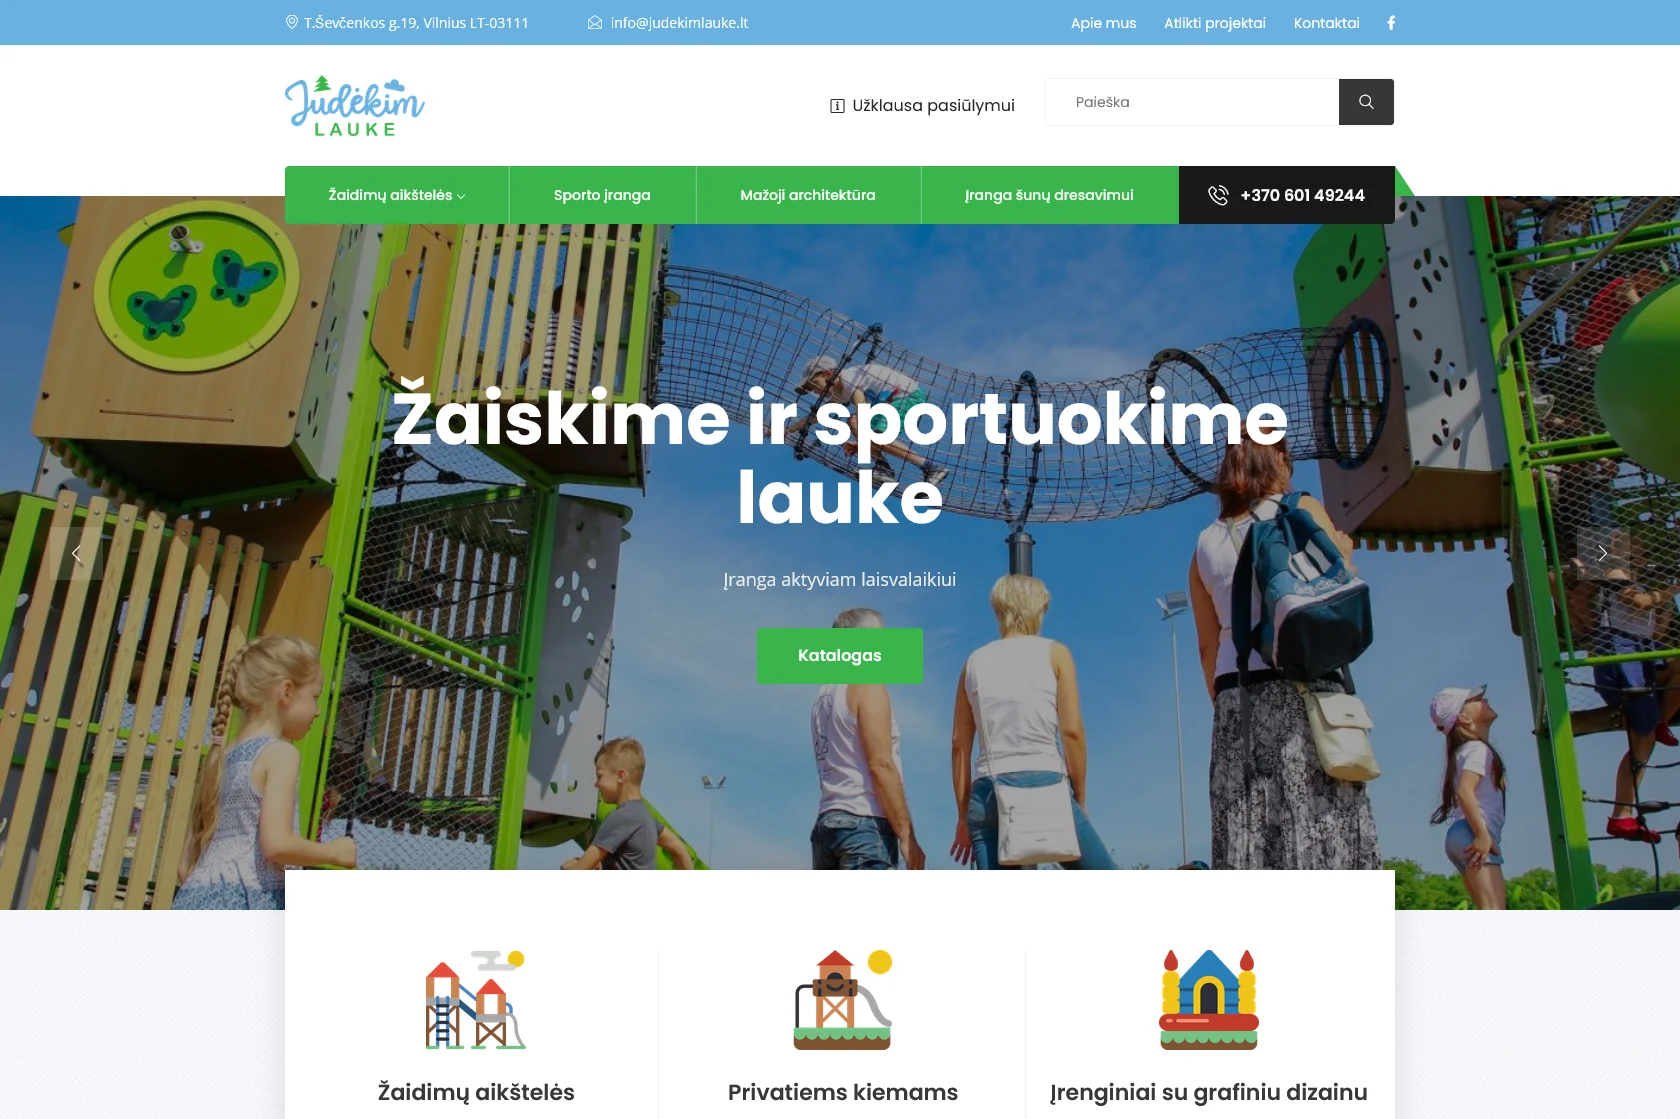 T.Ševčenkos g.19, Vilnius LT-03111
info@judekimlauke.lt
Apie mus
Atlikti projektai
Kontaktai
Judėkim
LAUKE
Užklausa pasiūlymui
Paieška
Žaidimų aikštelės
Sporto įranga
Mažoji architektūra
Įranga šunų dresavimui
+370 601 49244
Žaiskime ir sportuokime
lauke
Įranga aktyviam laisvalaikiui
Katalogas
Žaidimų aikštelės
Privatiems kiemams
Įrenginiai su grafiniu dizainu